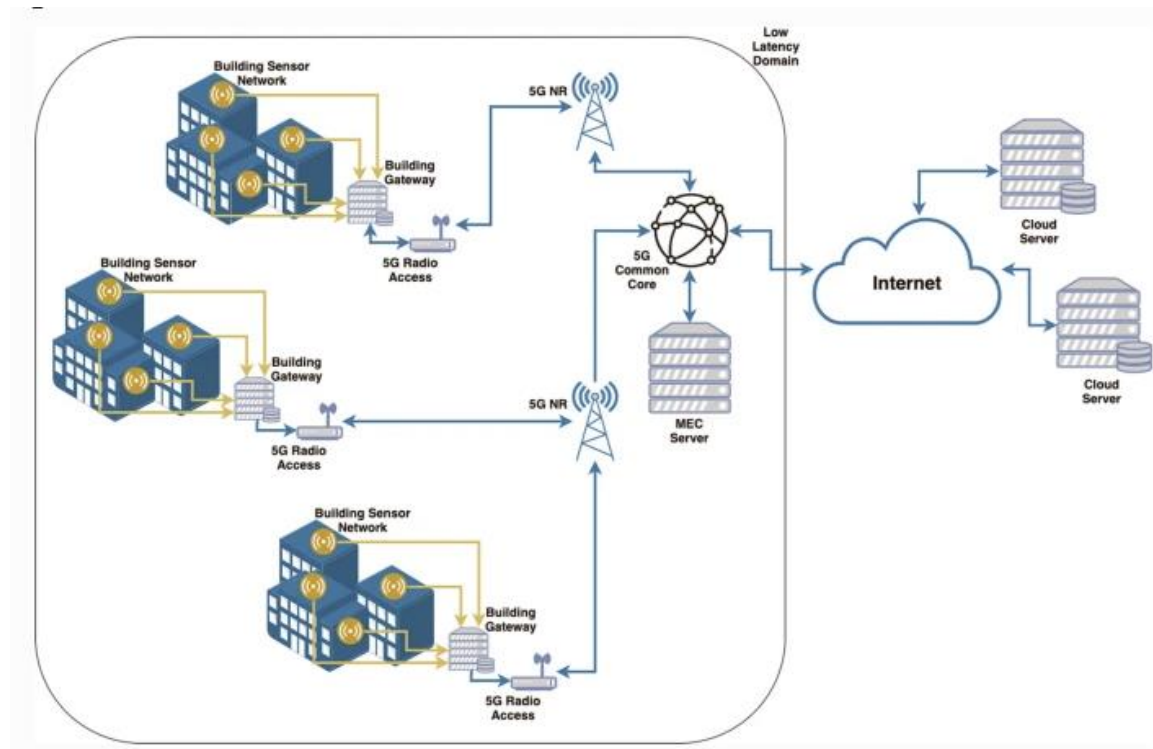 Low
Latency
Domain
Building Sensor
Network
5G NR
Building
Gateway
5G Radio
Access
Cloud
Server
Building Sensor
Network
5G
Common
Core
Internet
Building
Gateway
5G NR
5G Radio
Access
MEC
Server
Cloud
Server
Building Sensor
Network
Building
Gateway
5G Radio
Access